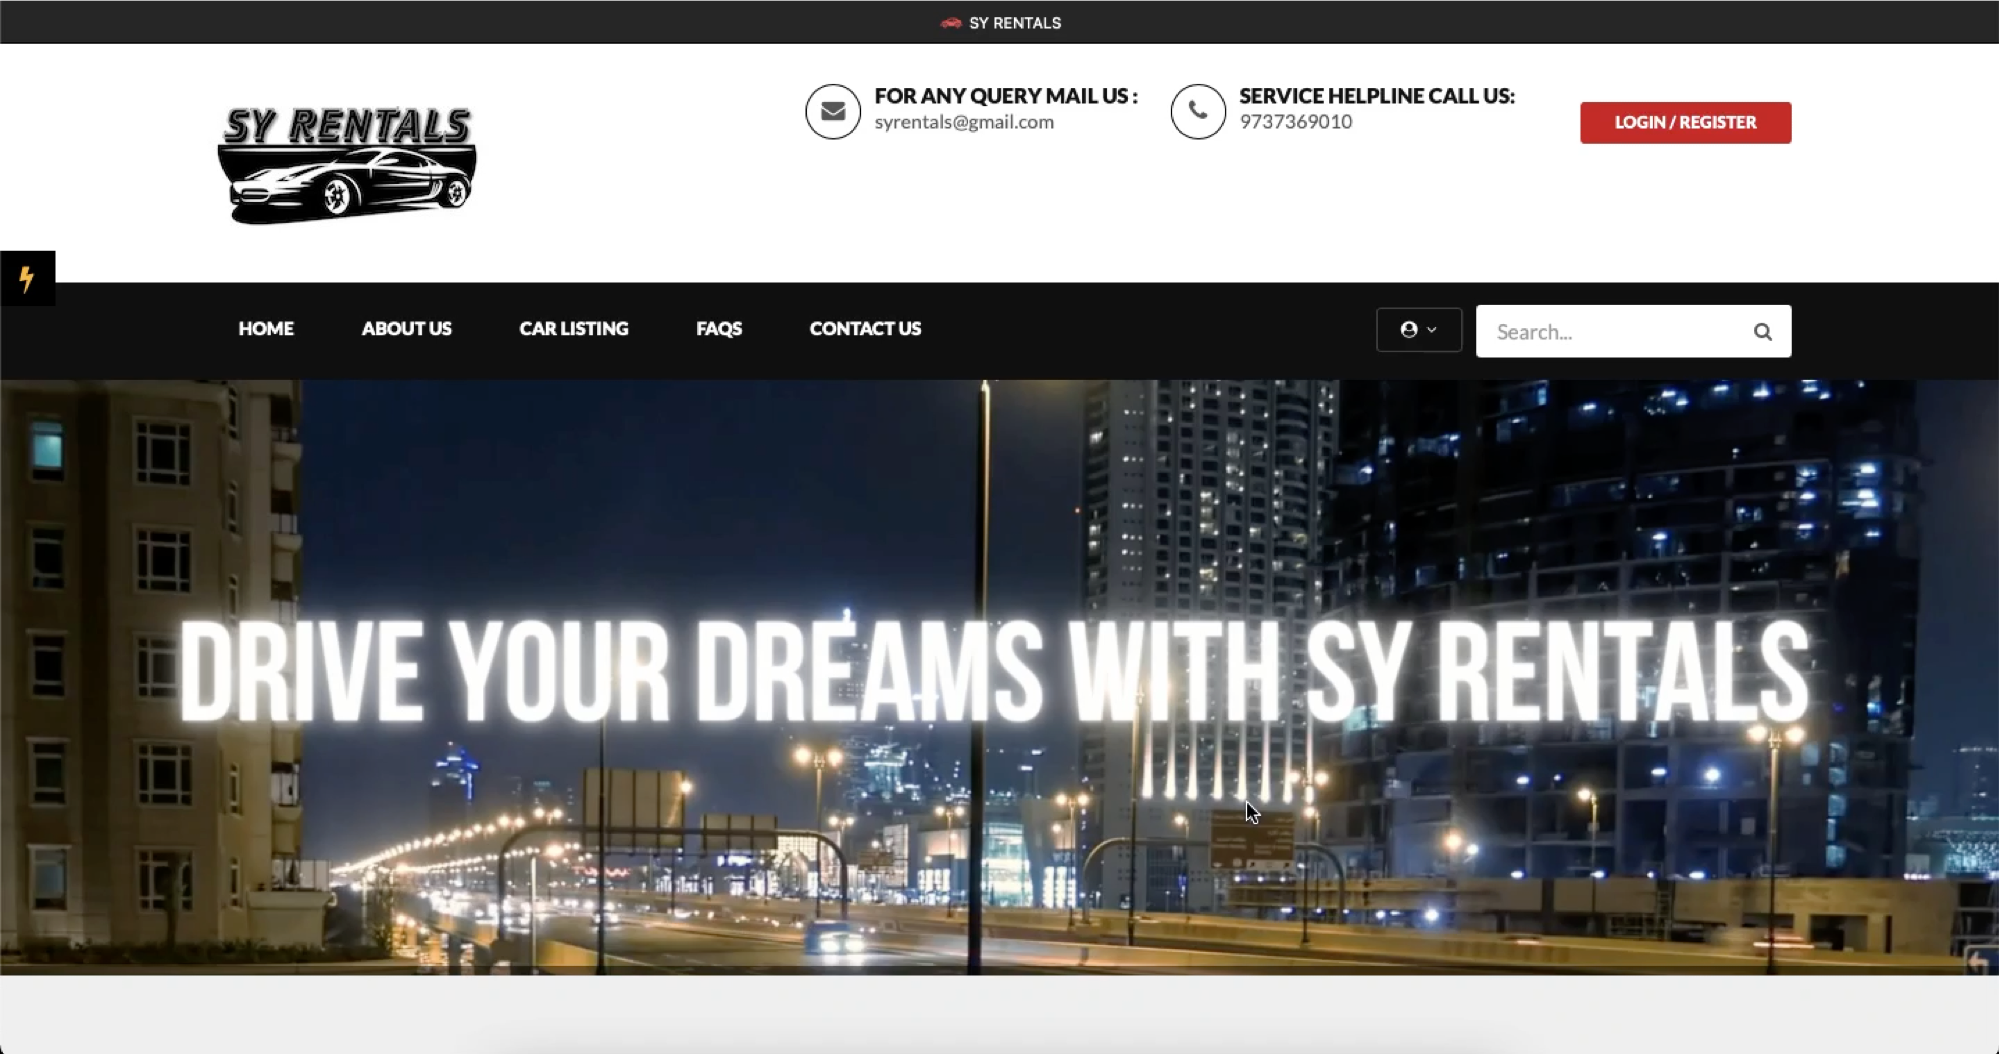 SY RENTALS
SY RENTALS
FOR ANY QUERY MAIL US :
syrentals@gmail.com
SERVICE HELPLINE CALL US:
9737369010
LOGIN / REGISTER
HOME
ABOUT US
CAR LISTING
FAQS
CONTACT US
Search...
DRIVE YOUR DREAMS WITH SY RENTALS